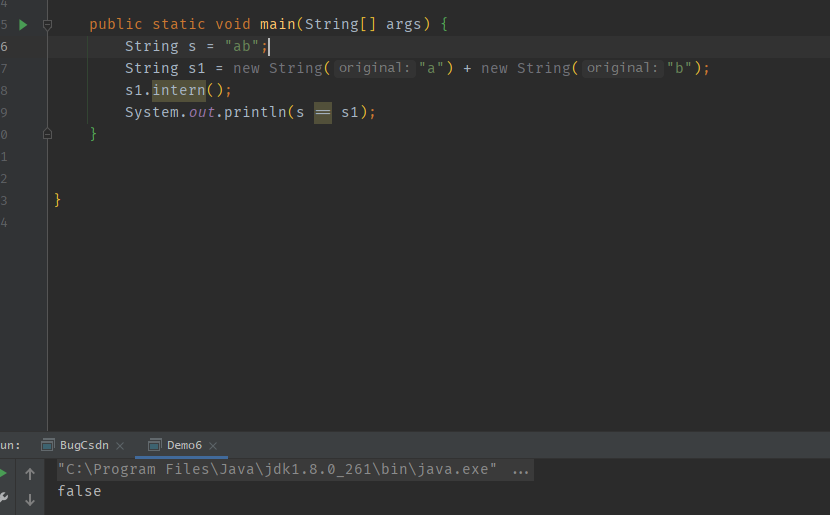 4
5 public static void main(String[] args) {
6 String s = "ab";
7 String s1 = new String( original: "a") + new String( original: "b");
8 s1.intern();
9 System.out.println(s == s1);
0 }
1
2
3 }
4
un: BugCsdn Demo6
"C:\Program Files\Java\jdk1.8.0_261\bin\java.exe" ...
false